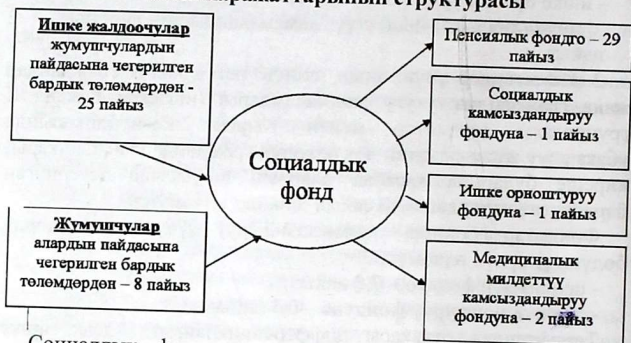 структурасы
Ишке жалдоочулар
жумушчулардын
пайдасына чегерилген
бардык төлөмдөрдөн -
25 пайыз
Жумушчулар
алардын пайдасына
чегерилген бардык
төлөмдөрдөн – 8 пайыз
Социалдык
фонд
Пенсиялык фондго – 29
пайыз
Социалдык
камсыздандыруу
фондуна – 1 пайыз
Ишке орноштуруу
фондуна – 1 пайыз
Медициналык
милдеттүү
камсыздандыруу
фондуна – 2 пайыз